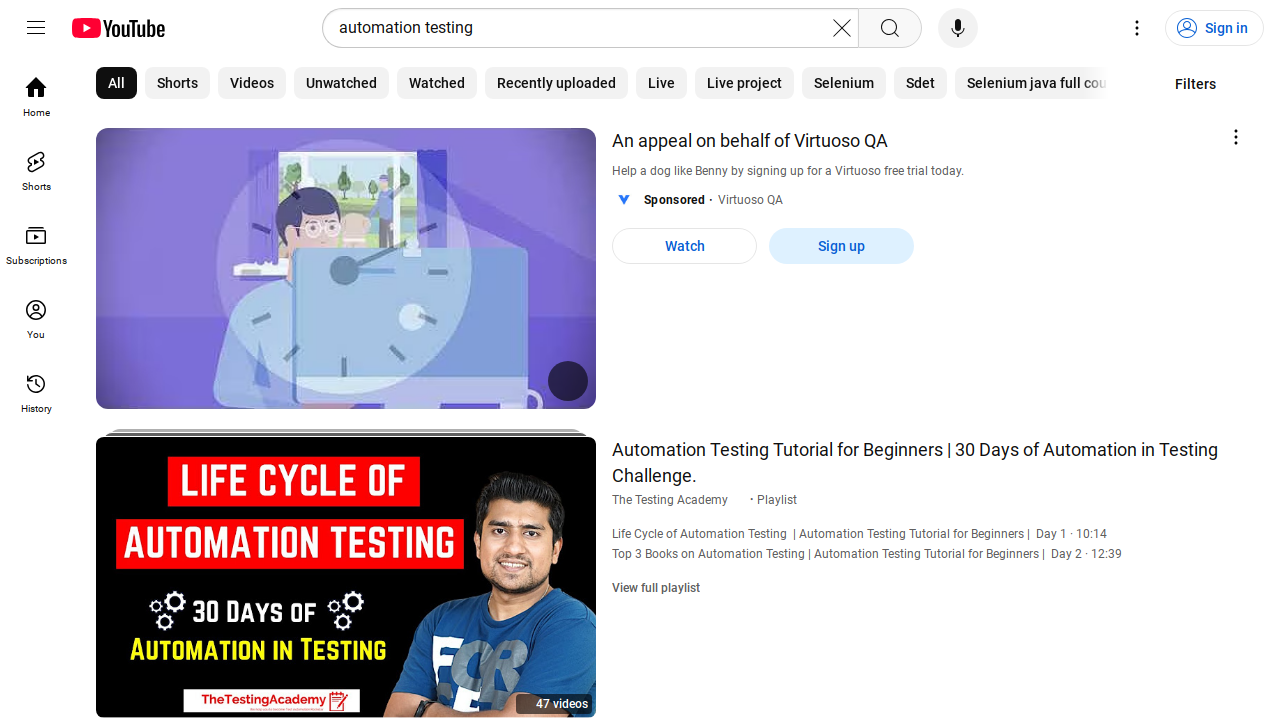 YouTube
automation testing
Sign in
All
Shorts
Videos
Unwatched
Watched
Recently uploaded
Live
Live project
Selenium
Sdet
Selenium java full cou
Filters
Home
Shorts
Subscriptions
You
History
An appeal on behalf of Virtuoso QA
Help a dog like Benny by signing up for a Virtuoso free trial today.
Sponsored · Virtuoso QA
Watch
Sign up
LIFE CYCLE OF
AUTOMATION TESTING
30 DAYS OF
AUTOMATION IN TESTING
TheTestingAcademy
47 videos
Automation Testing Tutorial for Beginners | 30 Days of Automation in Testing
Challenge.
The Testing Academy · Playlist
Life Cycle of Automation Testing | Automation Testing Tutorial for Beginners | Day 1 · 10:14
Top 3 Books on Automation Testing | Automation Testing Tutorial for Beginners | Day 2 · 12:39
View full playlist